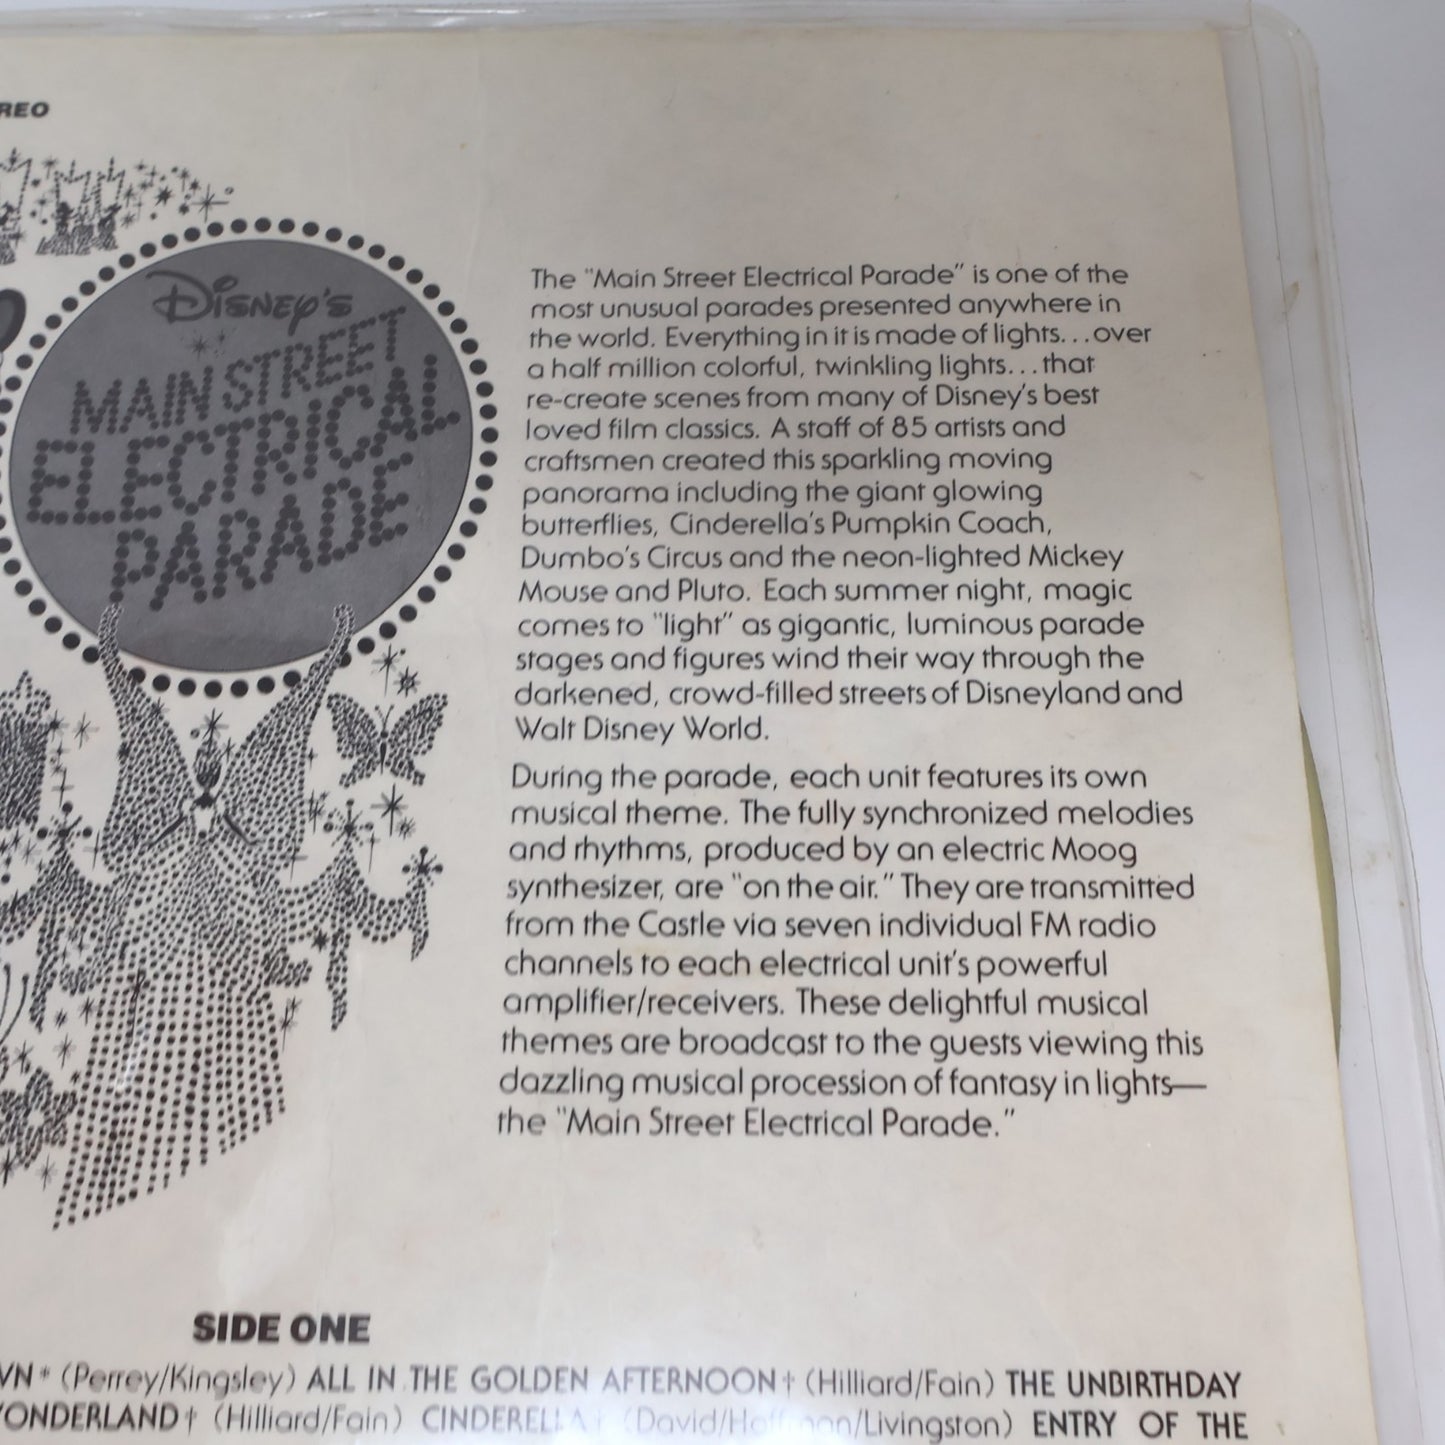 DISNEY'S
MAIN STREET
ELECTRICAL
PARADE
The "Main Street Electrical Parade" is one of the
most unusual parades presented anywhere in
the world. Everything in it is made of lights...over
a half million colorful, twinkling lights...that
re-create scenes from many of Disney's best
loved film classics. A staff of 85 artists and
craftsmen created this sparkling moving
panorama including the giant glowing
butterflies, Cinderella's Pumpkin Coach,
Dumbo's Circus and the neon-lighted Mickey
Mouse and Pluto. Each summer night, magic
comes to "light" as gigantic, luminous parade
stages and figures wind their way through the
darkened, crowd-filled streets of Disneyland and
Walt Disney World.
During the parade, each unit features its own
musical theme. The fully synchronized melodies
and rhythms, produced by an electric Moog
synthesizer, are "on the air." They are transmitted
from the Castle via seven individual FM radio
channels to each electrical unit's powerful
amplifier/receivers. These delightful musical
themes are broadcast to the guests viewing this
dazzling musical procession of fantasy in lights—
the "Main Street Electrical Parade."
SIDE ONE
(Perrey/Kingsley) ALL IN THE GOLDEN AFTERNOON† (Hilliard/Fain) THE UNBIRTHDAY
(Hilliard/Fain) CINDERELLA† (David/Hoffman/Livingston) ENTRY OF THE